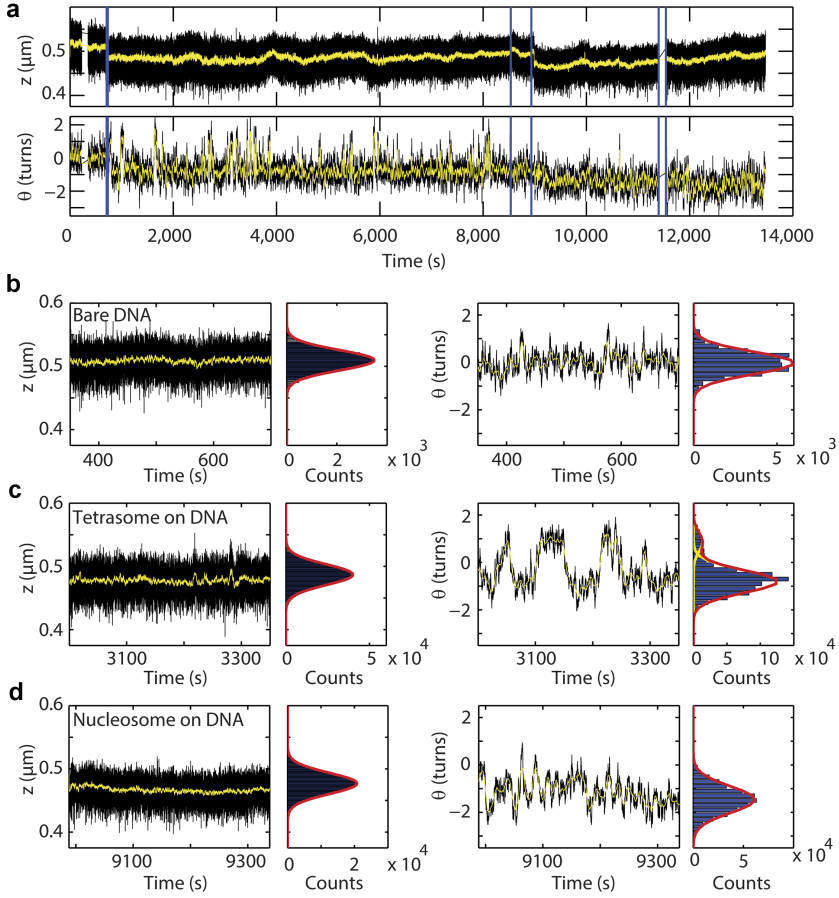 a
z (μm)
0.5
0.4
θ (turns)
2
0
−2
0 2,000 4,000 6,000 8,000 10,000 12,000 14,000
Time (s)
b
Bare DNA
z (μm)
0.6
0.5
0.4
400 600
Time (s)
0 2 x 10 3
Counts
θ (turns)
2
0
−2
400 600
Time (s)
0 5 x 10 3
Counts
c
Tetrasome on DNA
z (μm)
0.6
0.5
0.4
3100 3300
Time (s)
0 5 x 10 4
Counts
θ (turns)
2
0
−2
3100 3300
Time (s)
0 5 10 x 10 4
Counts
d
Nucleosome on DNA
z (μm)
0.6
0.5
0.4
9100 9300
Time (s)
0 2 x 10 4
Counts
θ (turns)
2
0
−2
9100 9300
Time (s)
0 5 x 10 4
Counts